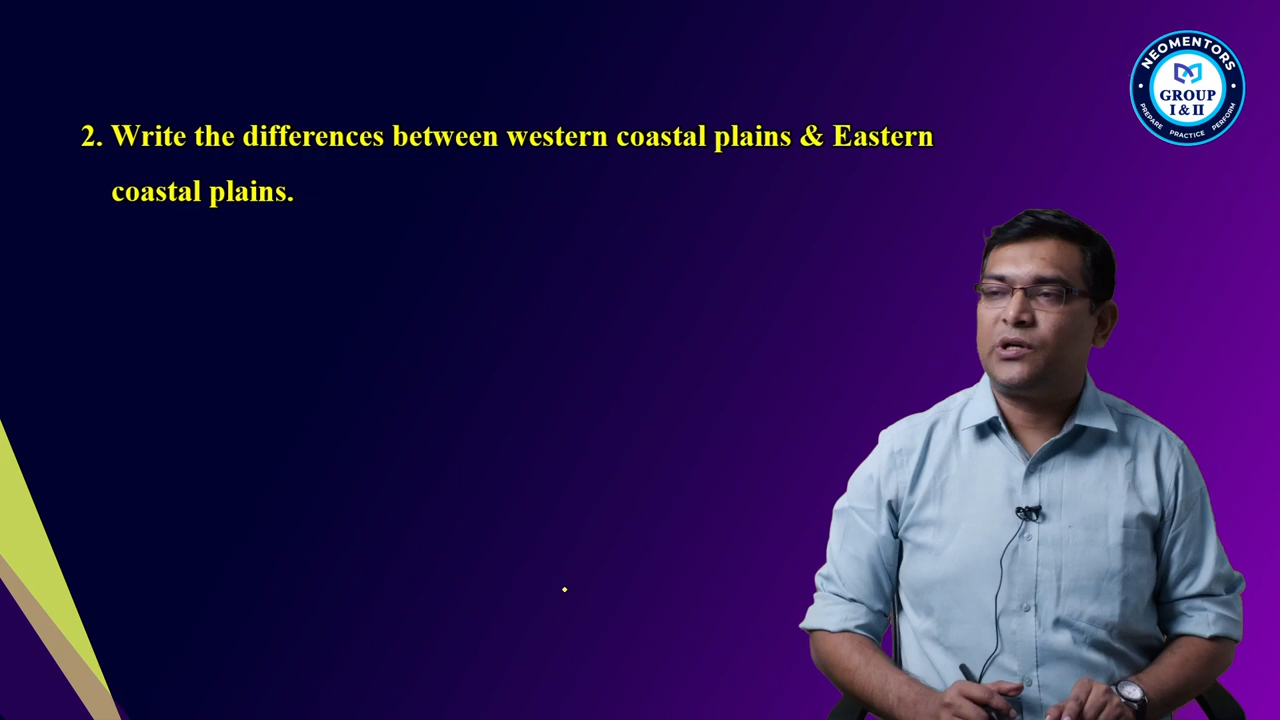 2. Write the differences between western coastal plains & Eastern
coastal plains.
NEOMENTORS
GROUP
I & II
PREPARE PRACTICE PERFORM